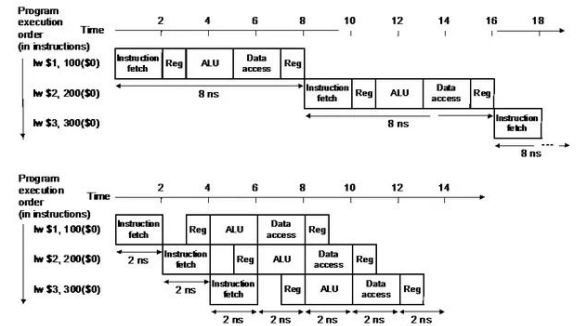 Program
execution
order
(in instructions)
Time
2 4 6 8 10 12 14 16 18
lw $1, 100($0)
Instruction
fetch
Reg
ALU
Data
access
Reg
lw $2, 200($0)
8 ns
Instruction
fetch
Reg
ALU
Data
access
Reg
lw $3, 300($0)
8 ns
Instruction
fetch
8 ns
Program
execution
order
(in instructions)
Time
2 4 6 8 10 12 14
lw $1, 100($0)
Instruction
fetch
Reg
ALU
Data
access
Reg
lw $2, 200($0)
2 ns
Instruction
fetch
Reg
ALU
Data
access
Reg
lw $3, 300($0)
2 ns
Instruction
fetch
Reg
ALU
Data
access
Reg
2 ns 2 ns 2 ns 2 ns 2 ns